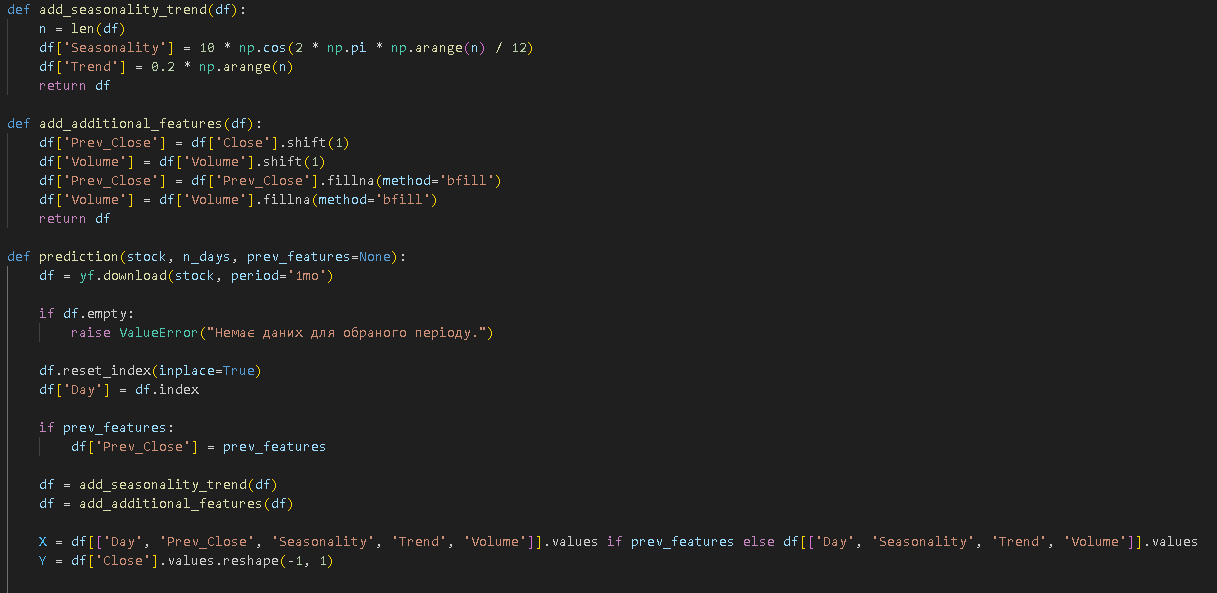 def add_seasonality_trend(df):
    n = len(df)
    df['Seasonality'] = 10 * np.cos(2 * np.pi * np.arange(n) / 12)
    df['Trend'] = 0.2 * np.arange(n)
    return df

def add_additional_features(df):
    df['Prev_Close'] = df['Close'].shift(1)
    df['Volume'] = df['Volume'].shift(1)
    df['Prev_Close'] = df['Prev_Close'].fillna(method='bfill')
    df['Volume'] = df['Volume'].fillna(method='bfill')
    return df

def prediction(stock, n_days, prev_features=None):
    df = yf.download(stock, period='1mo')

    if df.empty:
        raise ValueError("Немає даних для обраного періоду.")

    df.reset_index(inplace=True)
    df['Day'] = df.index

    if prev_features:
        df['Prev_Close'] = prev_features

    df = add_seasonality_trend(df)
    df = add_additional_features(df)

    X = df[['Day', 'Prev_Close', 'Seasonality', 'Trend', 'Volume']].values if prev_features else df[['Day', 'Seasonality', 'Trend', 'Volume']].values
    Y = df['Close'].values.reshape(-1, 1)